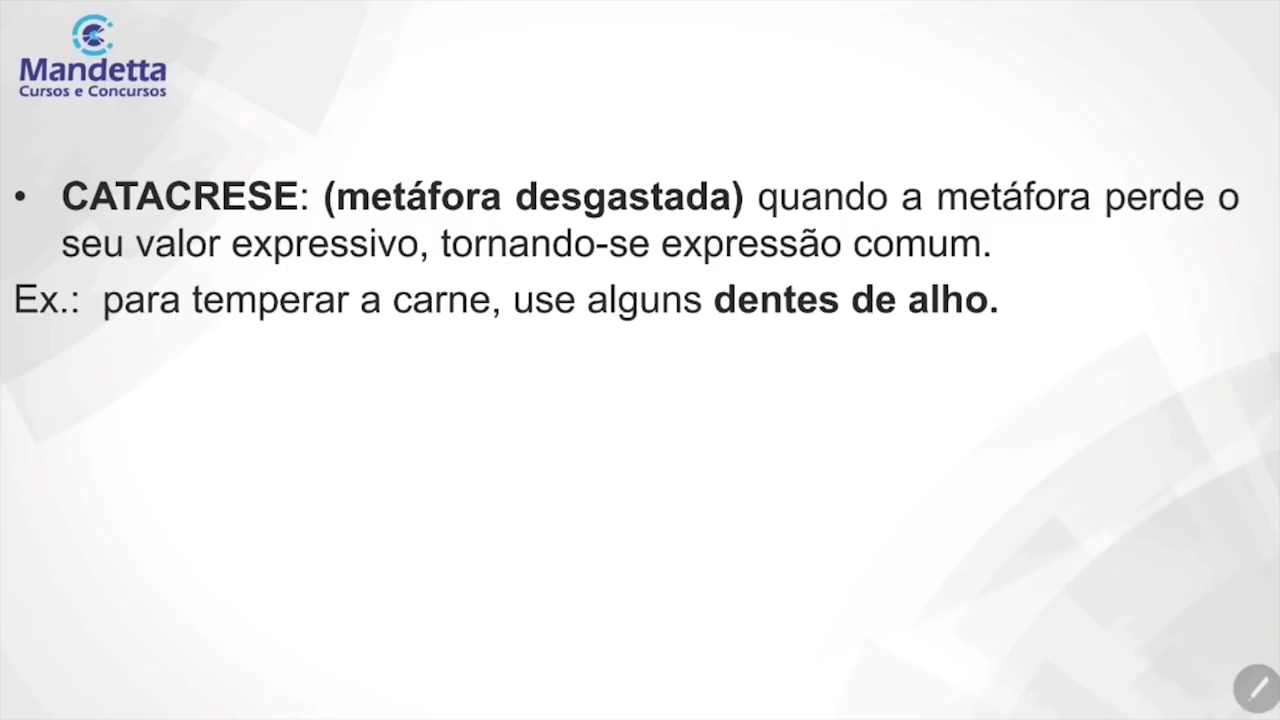 Mandetta
Cursos e Concursos
• CATACRESE: (metáfora desgastada) quando a metáfora perde o
seu valor expressivo, tornando-se expressão comum.
Ex.: para temperar a carne, use alguns dentes de alho.